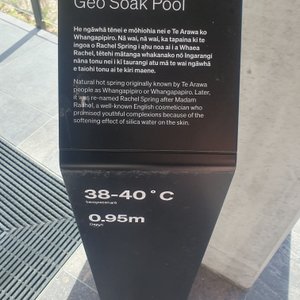 Geo Soak Pool
He ngāwhā tēnei e mōhiohia nei e Te Arawa ko
Whangapipiro. Nā wai, nā wai, ka tapaina ki te
ingoa o Rachel Spring i ahu noa ai i a Whaea
Rachel, tētehi mātanga whakanako nō Ingarangi
nāna tonu nei i kī taurangi atu mā te wai ngāwhā
e taiohi tonu ai te kiri maene.
Natural hot spring originally known by Te Arawa
people as Whangapipiro or Whangapapiro. Later,
it was re-named Rachel Spring after Madam
Rachel, a well-known English cosmetician who
promised youthful complexions because of the
softening effect of silica water on the skin.
38-40°C
Temperature
0.95m
Depth